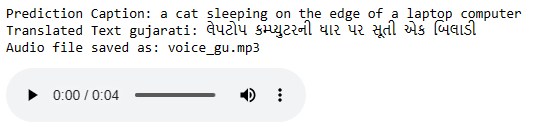 Prediction Caption: a cat sleeping on the edge of a laptop computer
Translated Text gujarati: લેપટોપ કમ્પ્યુટરની ધાર પર સૂતી એક બિલાડી
Audio file saved as: voice_gu.mp3
0:00 / 0:04